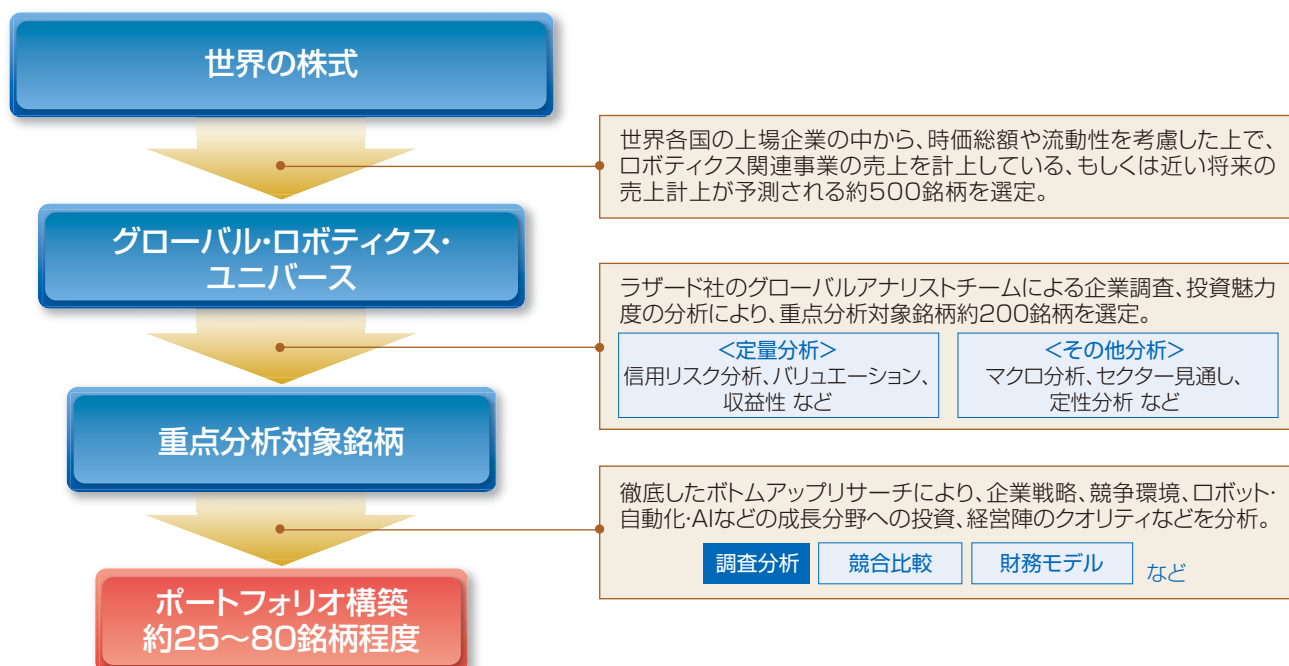 世界の株式
世界各国の上場企業の中から、時価総額や流動性を考慮した上で、
ロボティクス関連事業の売上を計上している、もしくは近い将来の
売上計上が予測される約500銘柄を選定。
グローバル・ロボティクス・
ユニバース
ラザード社のグローバルアナリストチームによる企業調査、投資魅力
度の分析により、重点分析対象銘柄約200銘柄を選定。
<定量分析>
信用リスク分析、バリュエーション、
収益性 など
<その他分析>
マクロ分析、セクター見通し、
定性分析 など
重点分析対象銘柄
徹底したボトムアップリサーチにより、企業戦略、競争環境、ロボット・
自動化・AIなどの成長分野への投資、経営陣のクオリティなどを分析。
調査分析
競合比較
財務モデル
など
ポートフォリオ構築
約25～80銘柄程度